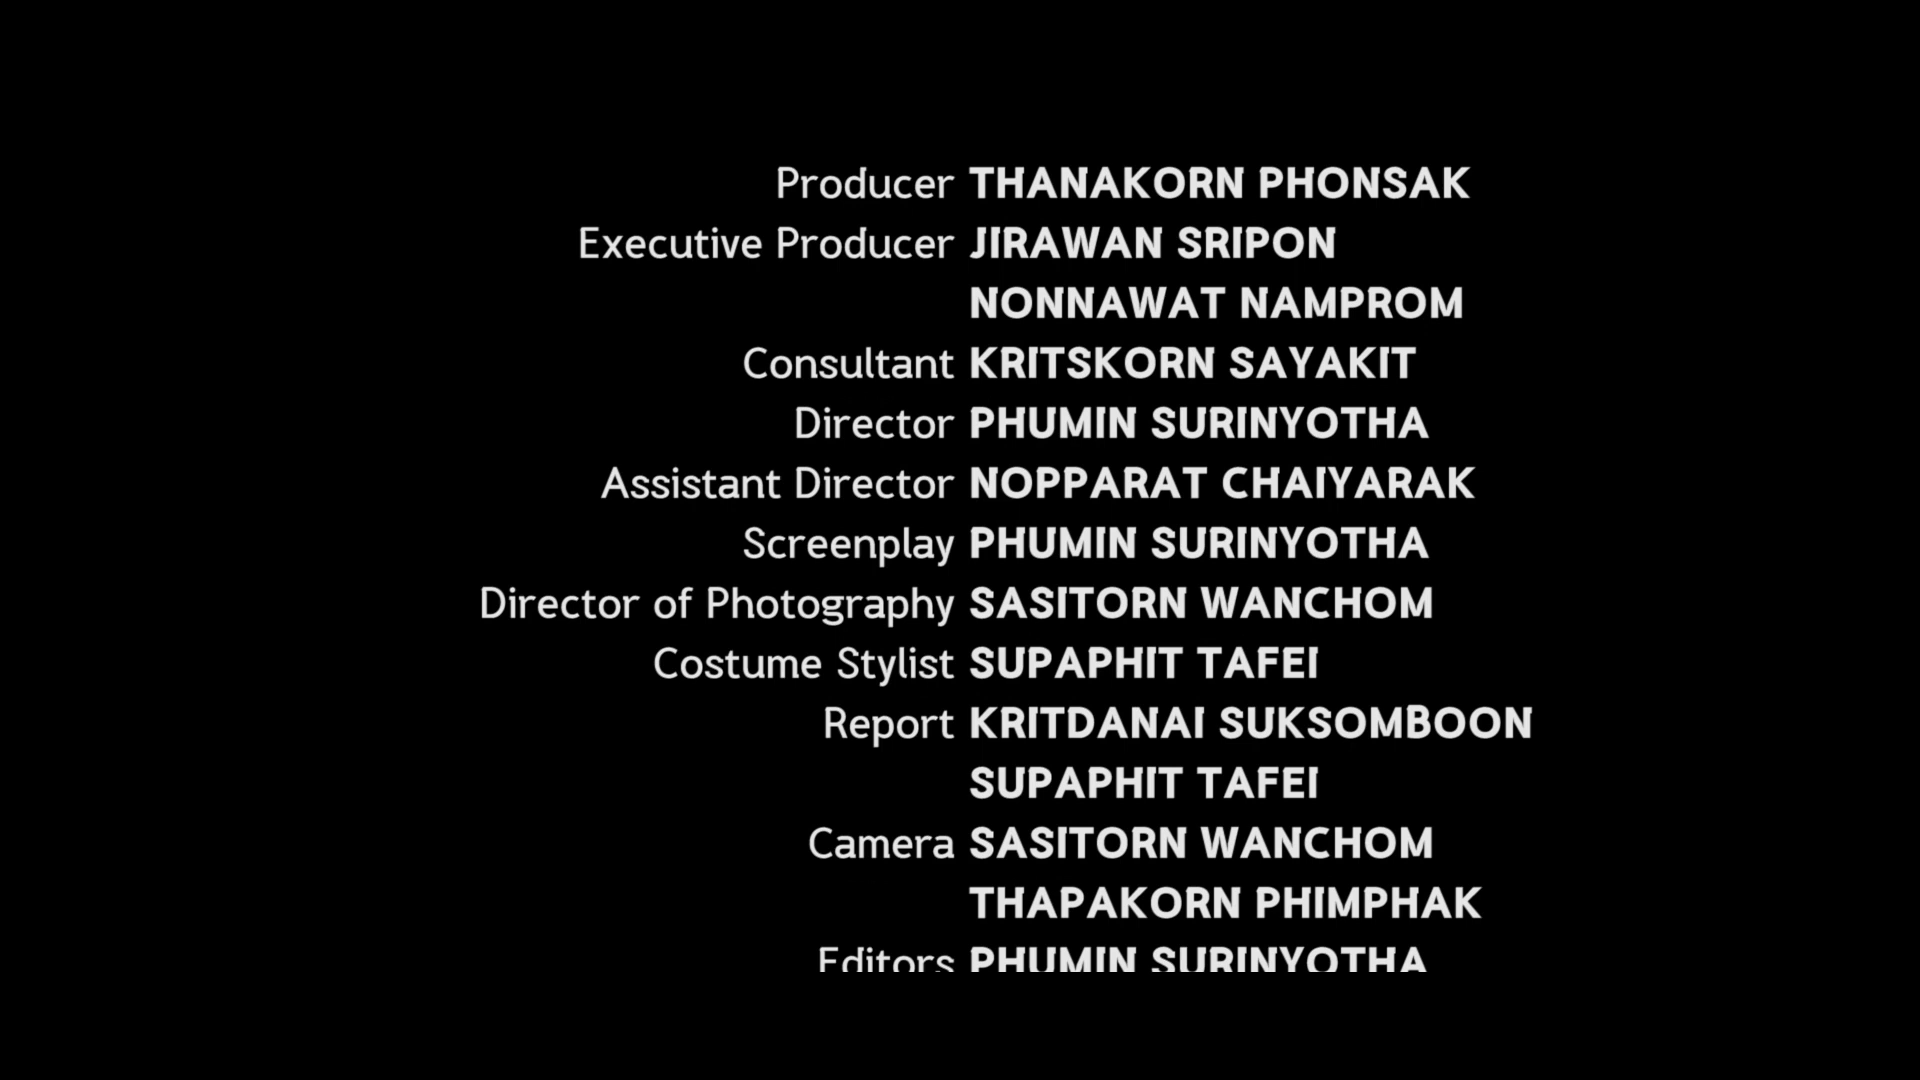 Producer THANAKORN PHONSAK
Executive Producer JIRAWAN SRIPON
NONNAWAT NAMPROM
Consultant KRITSKORN SAYAKIT
Director PHUMIN SURINYOTHA
Assistant Director NOPPARAT CHAIYARAK
Screenplay PHUMIN SURINYOTHA
Director of Photography SASITORN WANCHOM
Costume Stylist SUPAPHIT TAFEI
Report KRITDANAI SUKSOMBOON
SUPAPHIT TAFEI
Camera SASITORN WANCHOM
THAPAKORN PHIMPHAK
Editors PHUMIN SURINYOTHA